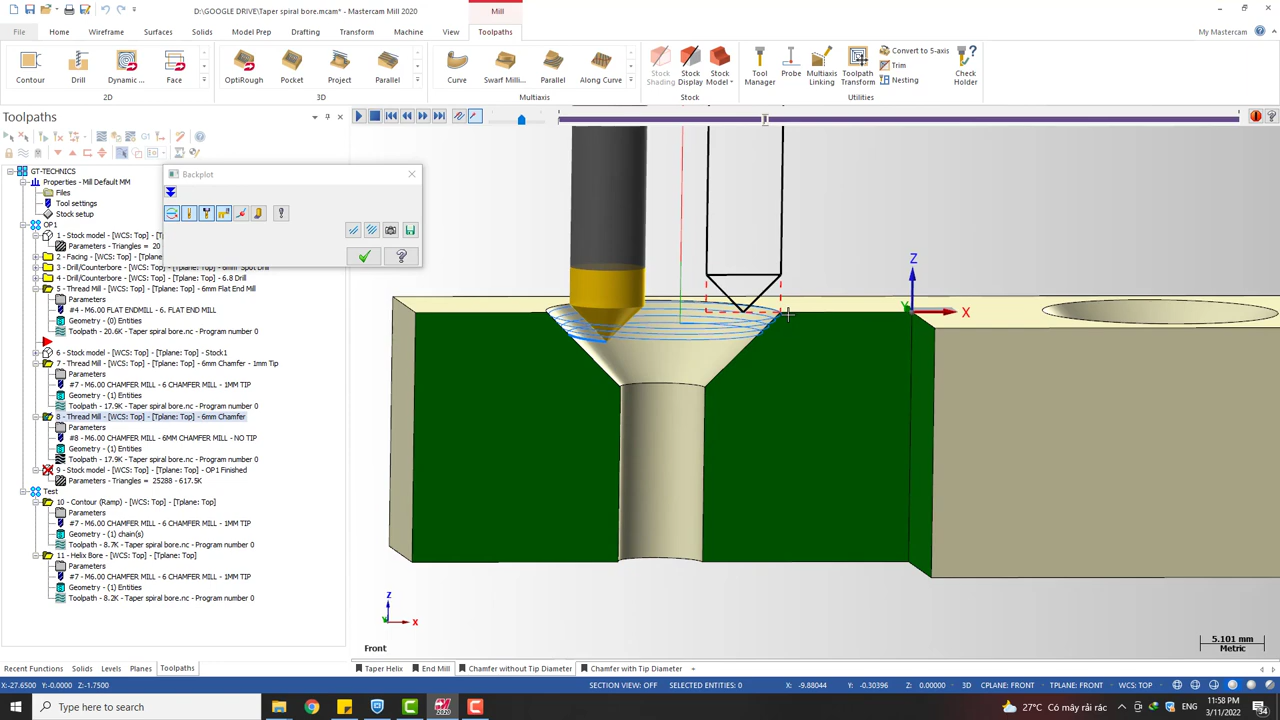 D:\GOOGLE DRIVE\Taper spiral bore.mcam* - Mastercam Mill 2020
Mill
File Home Wireframe Surfaces Solids Model Prep Drafting Transform Machine View Toolpaths
My Mastercam
Contour Drill Dynamic ... Face
OptiRough Pocket Project Parallel
Curve Swarf Milli... Parallel Along Curve
Stock Shading Stock Display Stock Model
Tool Manager Probe Multiaxis Linking Toolpath Transform
Convert to 5-axis
Trim
Nesting
Check Holder
2D 3D Multiaxis Stock Utilities
Toolpaths
G1
Backplot
GT-TECHNICS
Properties - Mill Default MM
Files
Tool settings
Stock setup
OP1
1 - Stock model - [WCS: Top] - [Tpla
Parameters - Triangles = 20
2 - Facing - [WCS: Top] - [Tplane: T
3 - Drill/Counterbore - [WCS: Top] - [Tplane: Top] - 8mm Spot Drill
4 - Drill/Counterbore - [WCS: Top] - [Tplane: Top] - 6.8 Drill
5 - Thread Mill - [WCS: Top] - [Tplane: Top] - 6mm Flat End Mill
Parameters
#4 - FLAT ENDMILL - 6. FLAT END MILL
Geometry - (0) Entities
Toolpath - 20.6K - Taper spiral bore.nc - Program number 0
6 - Stock model - [WCS: Top] - [Tplane: Top] - Stock1
7 - Thread Mill - [WCS: Top] - [Tplane: Top] - 6mm Chamfer - 1mm Tip
Parameters
#7 - M6.00 CHAMFER MILL - 6 CHAMFER MILL - 1MM TIP
Geometry - (1) Entities
Toolpath - 17.9K - Taper spiral bore.nc - Program number 0
8 - Thread Mill - [WCS: Top] - [Tplane: Top] - 6mm Chamfer
Parameters
#8 - M6.00 CHAMFER MILL - 6MM CHAMFER MILL - NO TIP
Geometry - (1) Entities
Toolpath - 17.9K - Taper spiral bore.nc - Program number 0
9 - Stock model - [WCS: Top] - [Tplane: Top] - OP1 Finished
Parameters - Triangles = 25288 - 617.5K
Test
10 - Contour (Ramp) - [WCS: Top] - [Tplane: Top]
Parameters
#7 - M6.00 CHAMFER MILL - 6 CHAMFER MILL - 1MM TIP
Geometry - (1) chain(s)
Toolpath - 8.7K - Taper spiral bore.nc - Program number 0
11 - Helix Bore - [WCS: Top] - [Tplane: Top]
Parameters
#7 - M6.00 CHAMFER MILL - 6 CHAMFER MILL - 1MM TIP
Geometry - (1) Entities
Toolpath - 8.2K - Taper spiral bore.nc - Program number 0
Z
Y
X
Z
X
Front
5.101 mm
Metric
Recent Functions Solids Levels Planes Toolpaths
Taper Helix End Mill Chamfer without Tip Diameter Chamfer with Tip Diameter +
X:-27.6500 Y:-0.0000 Z:-1.7500
SECTION VIEW: OFF SELECTED ENTITIES: 0 X: -9.88044 Y: -0.30396 Z: 0.00000 3D CPLANE: FRONT TPLANE: FRONT WCS: TOP
Type here to search
2020
27°C Có mây rải rác
ENG
11:58 PM
3/11/2022
34